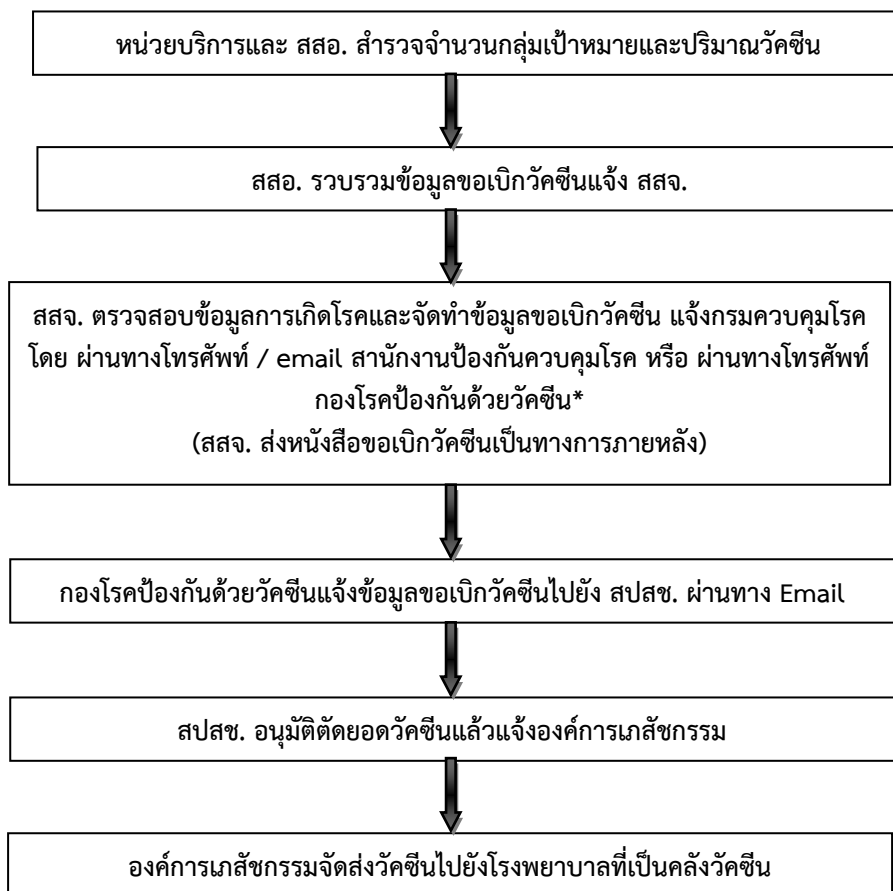 หน่วยบริการและ สสอ. สำรวจจำนวนกลุ่มเป้าหมายและปริมาณวัคซีน
สสอ. รวบรวมข้อมูลขอเบิกวัคซีนแจ้ง สสจ.
สสจ. ตรวจสอบข้อมูลการเกิดโรคและจัดทำข้อมูลขอเบิกวัคซีน แจ้งกรมควบคุมโรค
โดย ผ่านทางโทรศัพท์ / email สานักงานป้องกันควบคุมโรค หรือ ผ่านทางโทรศัพท์
กองโรคป้องกันด้วยวัคซีน*
(สสจ. ส่งหนังสือขอเบิกวัคซีนเป็นทางการภายหลัง)
กองโรคป้องกันด้วยวัคซีนแจ้งข้อมูลขอเบิกวัคซีนไปยัง สปสช. ผ่านทาง Email
สปสช. อนุมัติตัดยอดวัคซีนแล้วแจ้งองค์การเภสัชกรรม
องค์การเภสัชกรรมจัดส่งวัคซีนไปยังโรงพยาบาลที่เป็นคลังวัคซีน